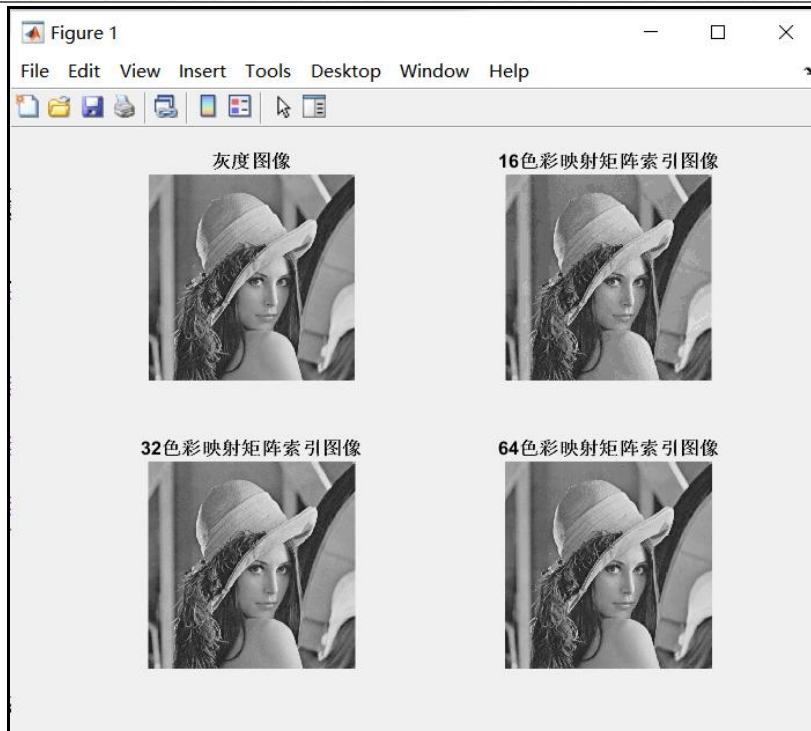 Figure 1
File Edit View Insert Tools Desktop Window Help
灰度图像
16色彩映射矩阵索引图像
32色彩映射矩阵索引图像
64色彩映射矩阵索引图像